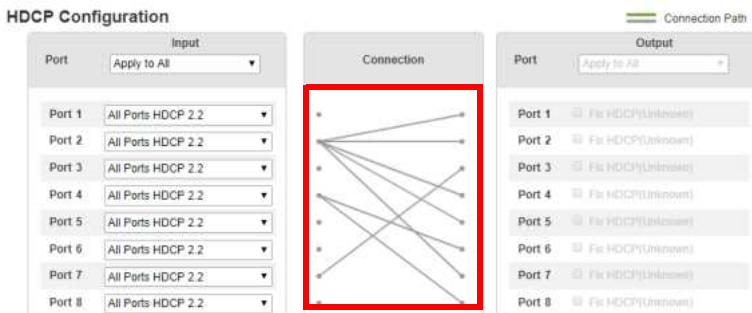 HDCP Configuration
Connection Path
Input
Port
Apply to All
Connection
Output
Port
Apply to All
Port 1 All Ports HDCP 2.2 Port 1 Fix HDCP(Unknown)
Port 2 All Ports HDCP 2.2 Port 2 Fix HDCP(Unknown)
Port 3 All Ports HDCP 2.2 Port 3 Fix HDCP(Unknown)
Port 4 All Ports HDCP 2.2 Port 4 Fix HDCP(Unknown)
Port 5 All Ports HDCP 2.2 Port 5 Fix HDCP(Unknown)
Port 6 All Ports HDCP 2.2 Port 6 Fix HDCP(Unknown)
Port 7 All Ports HDCP 2.2 Port 7 Fix HDCP(Unknown)
Port 8 All Ports HDCP 2.2 Port 8 Fix HDCP(Unknown)